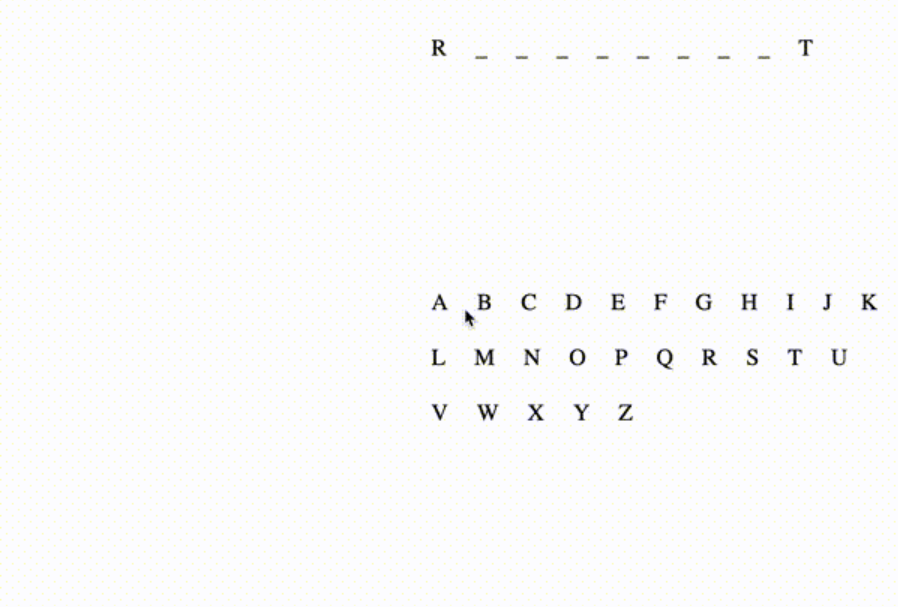 R _ _ _ _ _ _ _ _ T
A B C D E F G H I J K
L M N O P Q R S T U
V W X Y Z